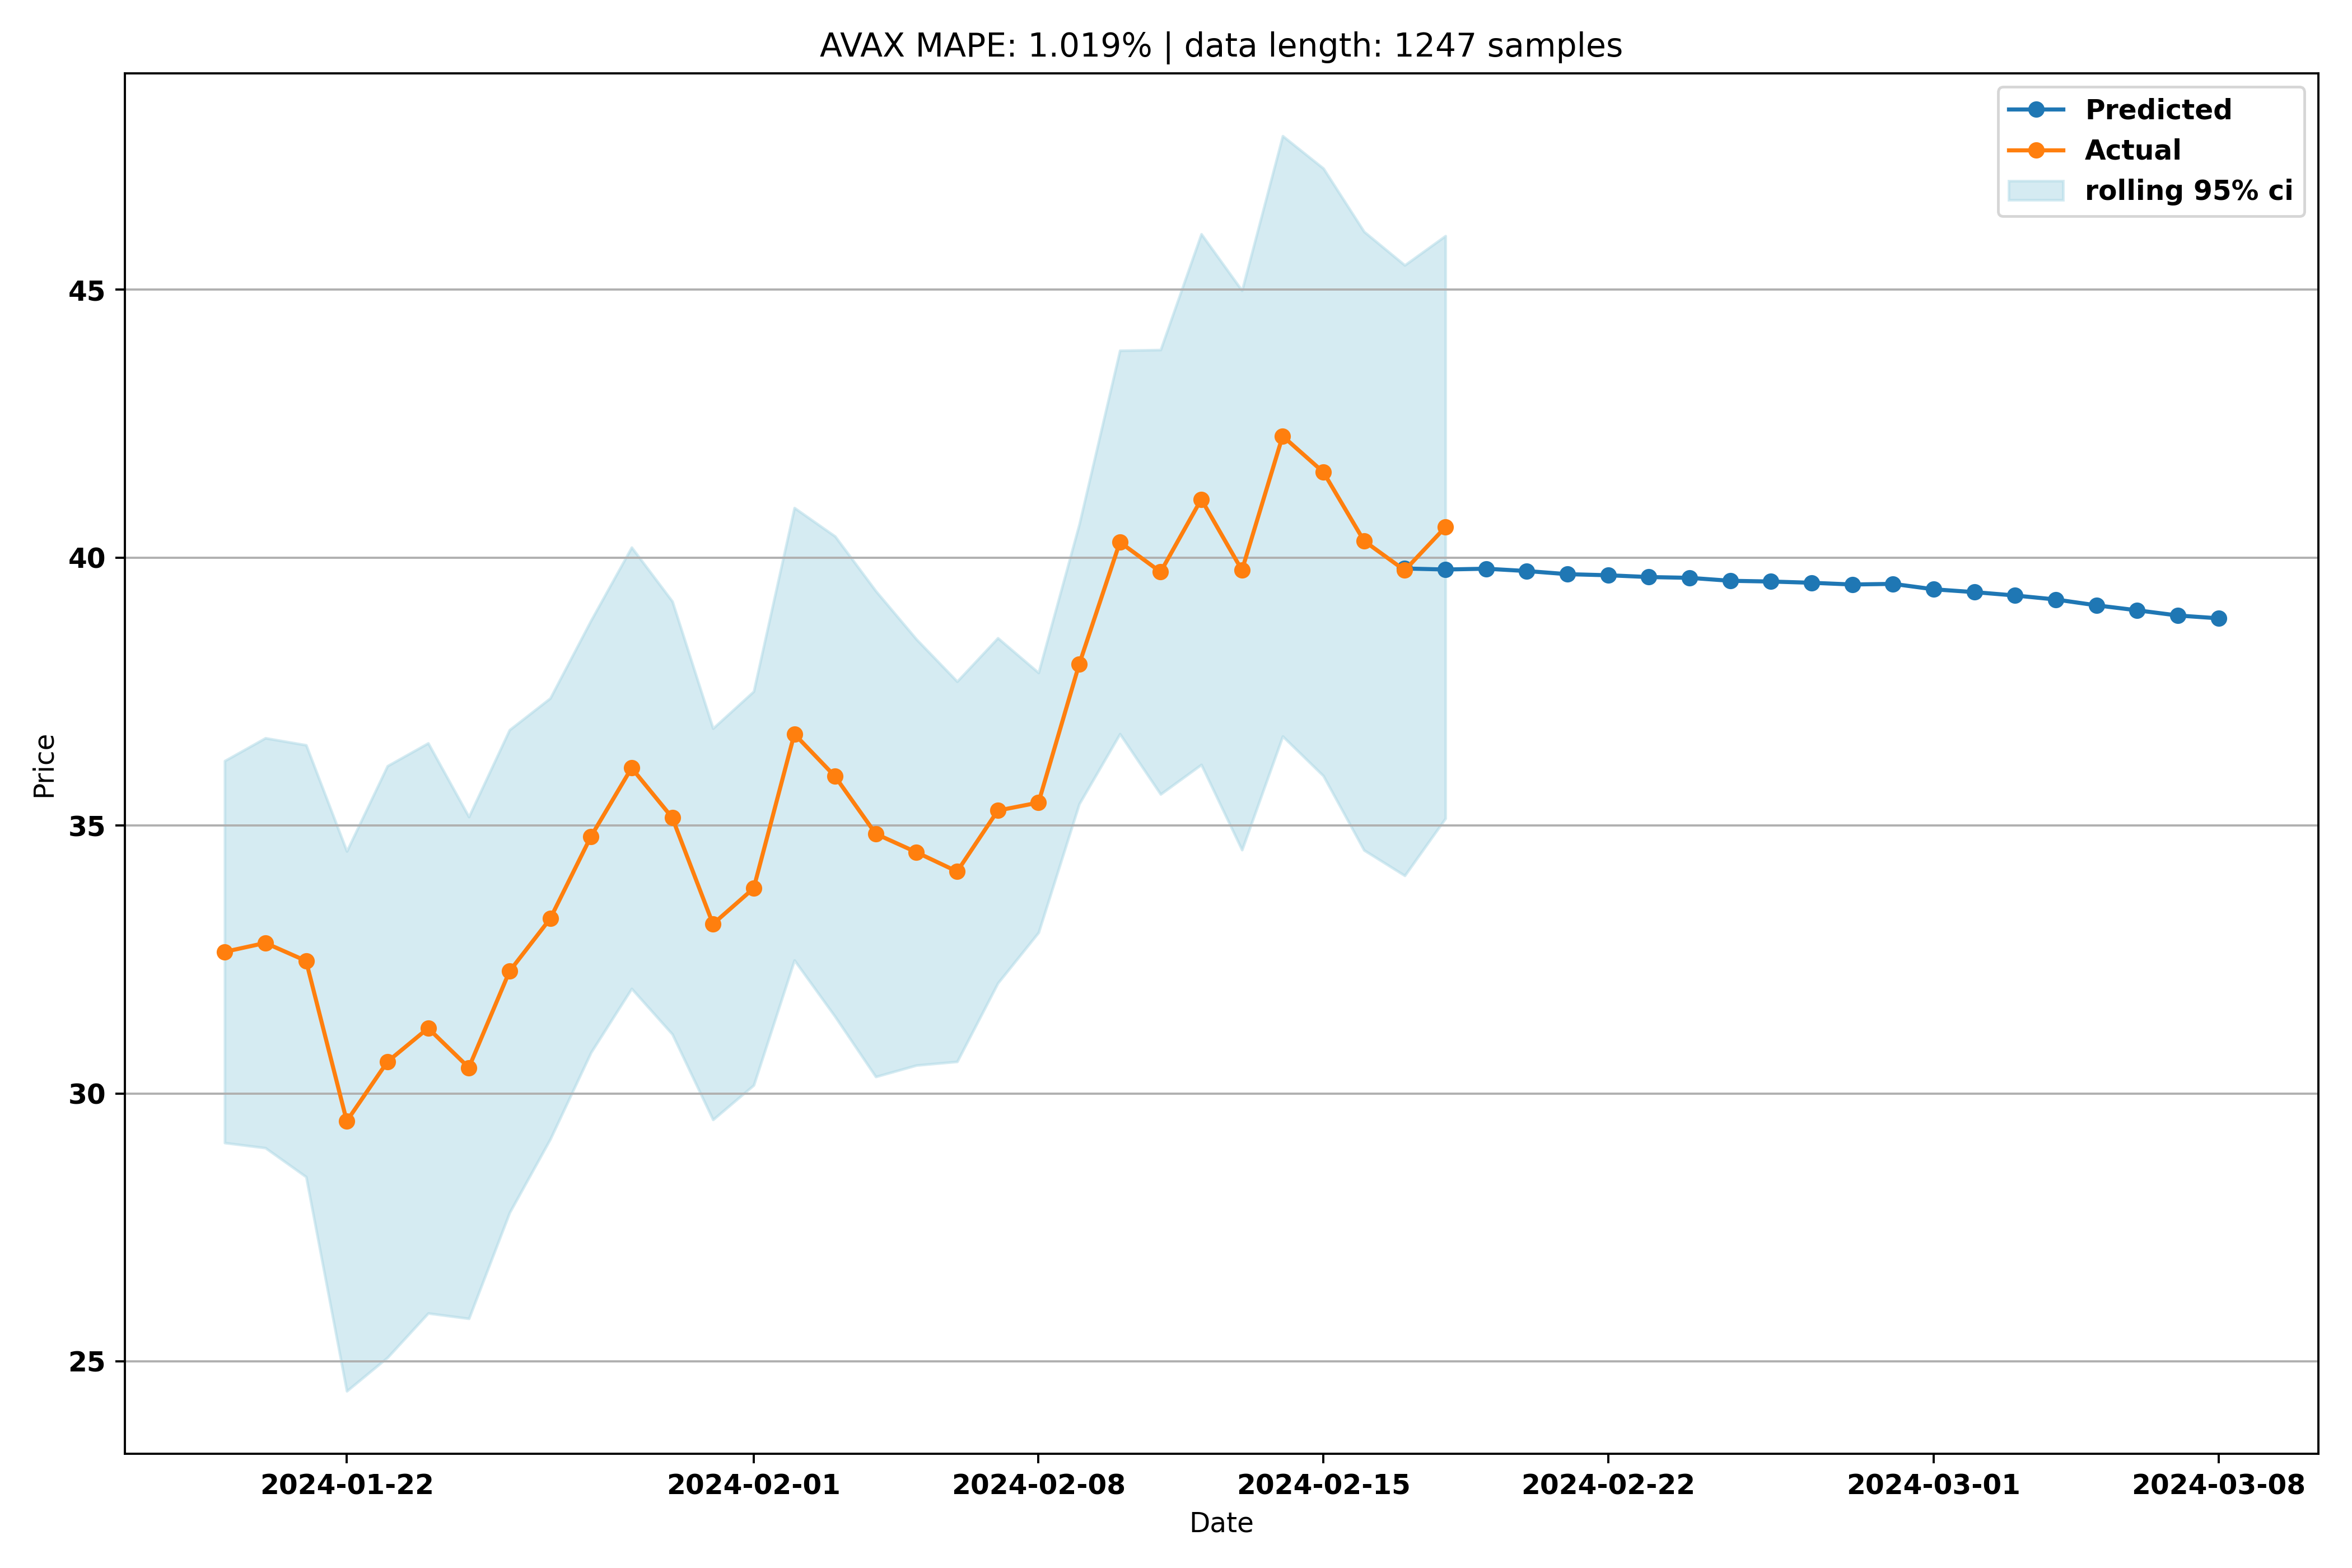 AVAX MAPE: 1.019% | data length: 1247 samples
Predicted
Actual
rolling 95% ci
45
40
35
30
25
Price
2024-01-22 2024-02-01 2024-02-08 2024-02-15 2024-02-22 2024-03-01 2024-03-08
Date